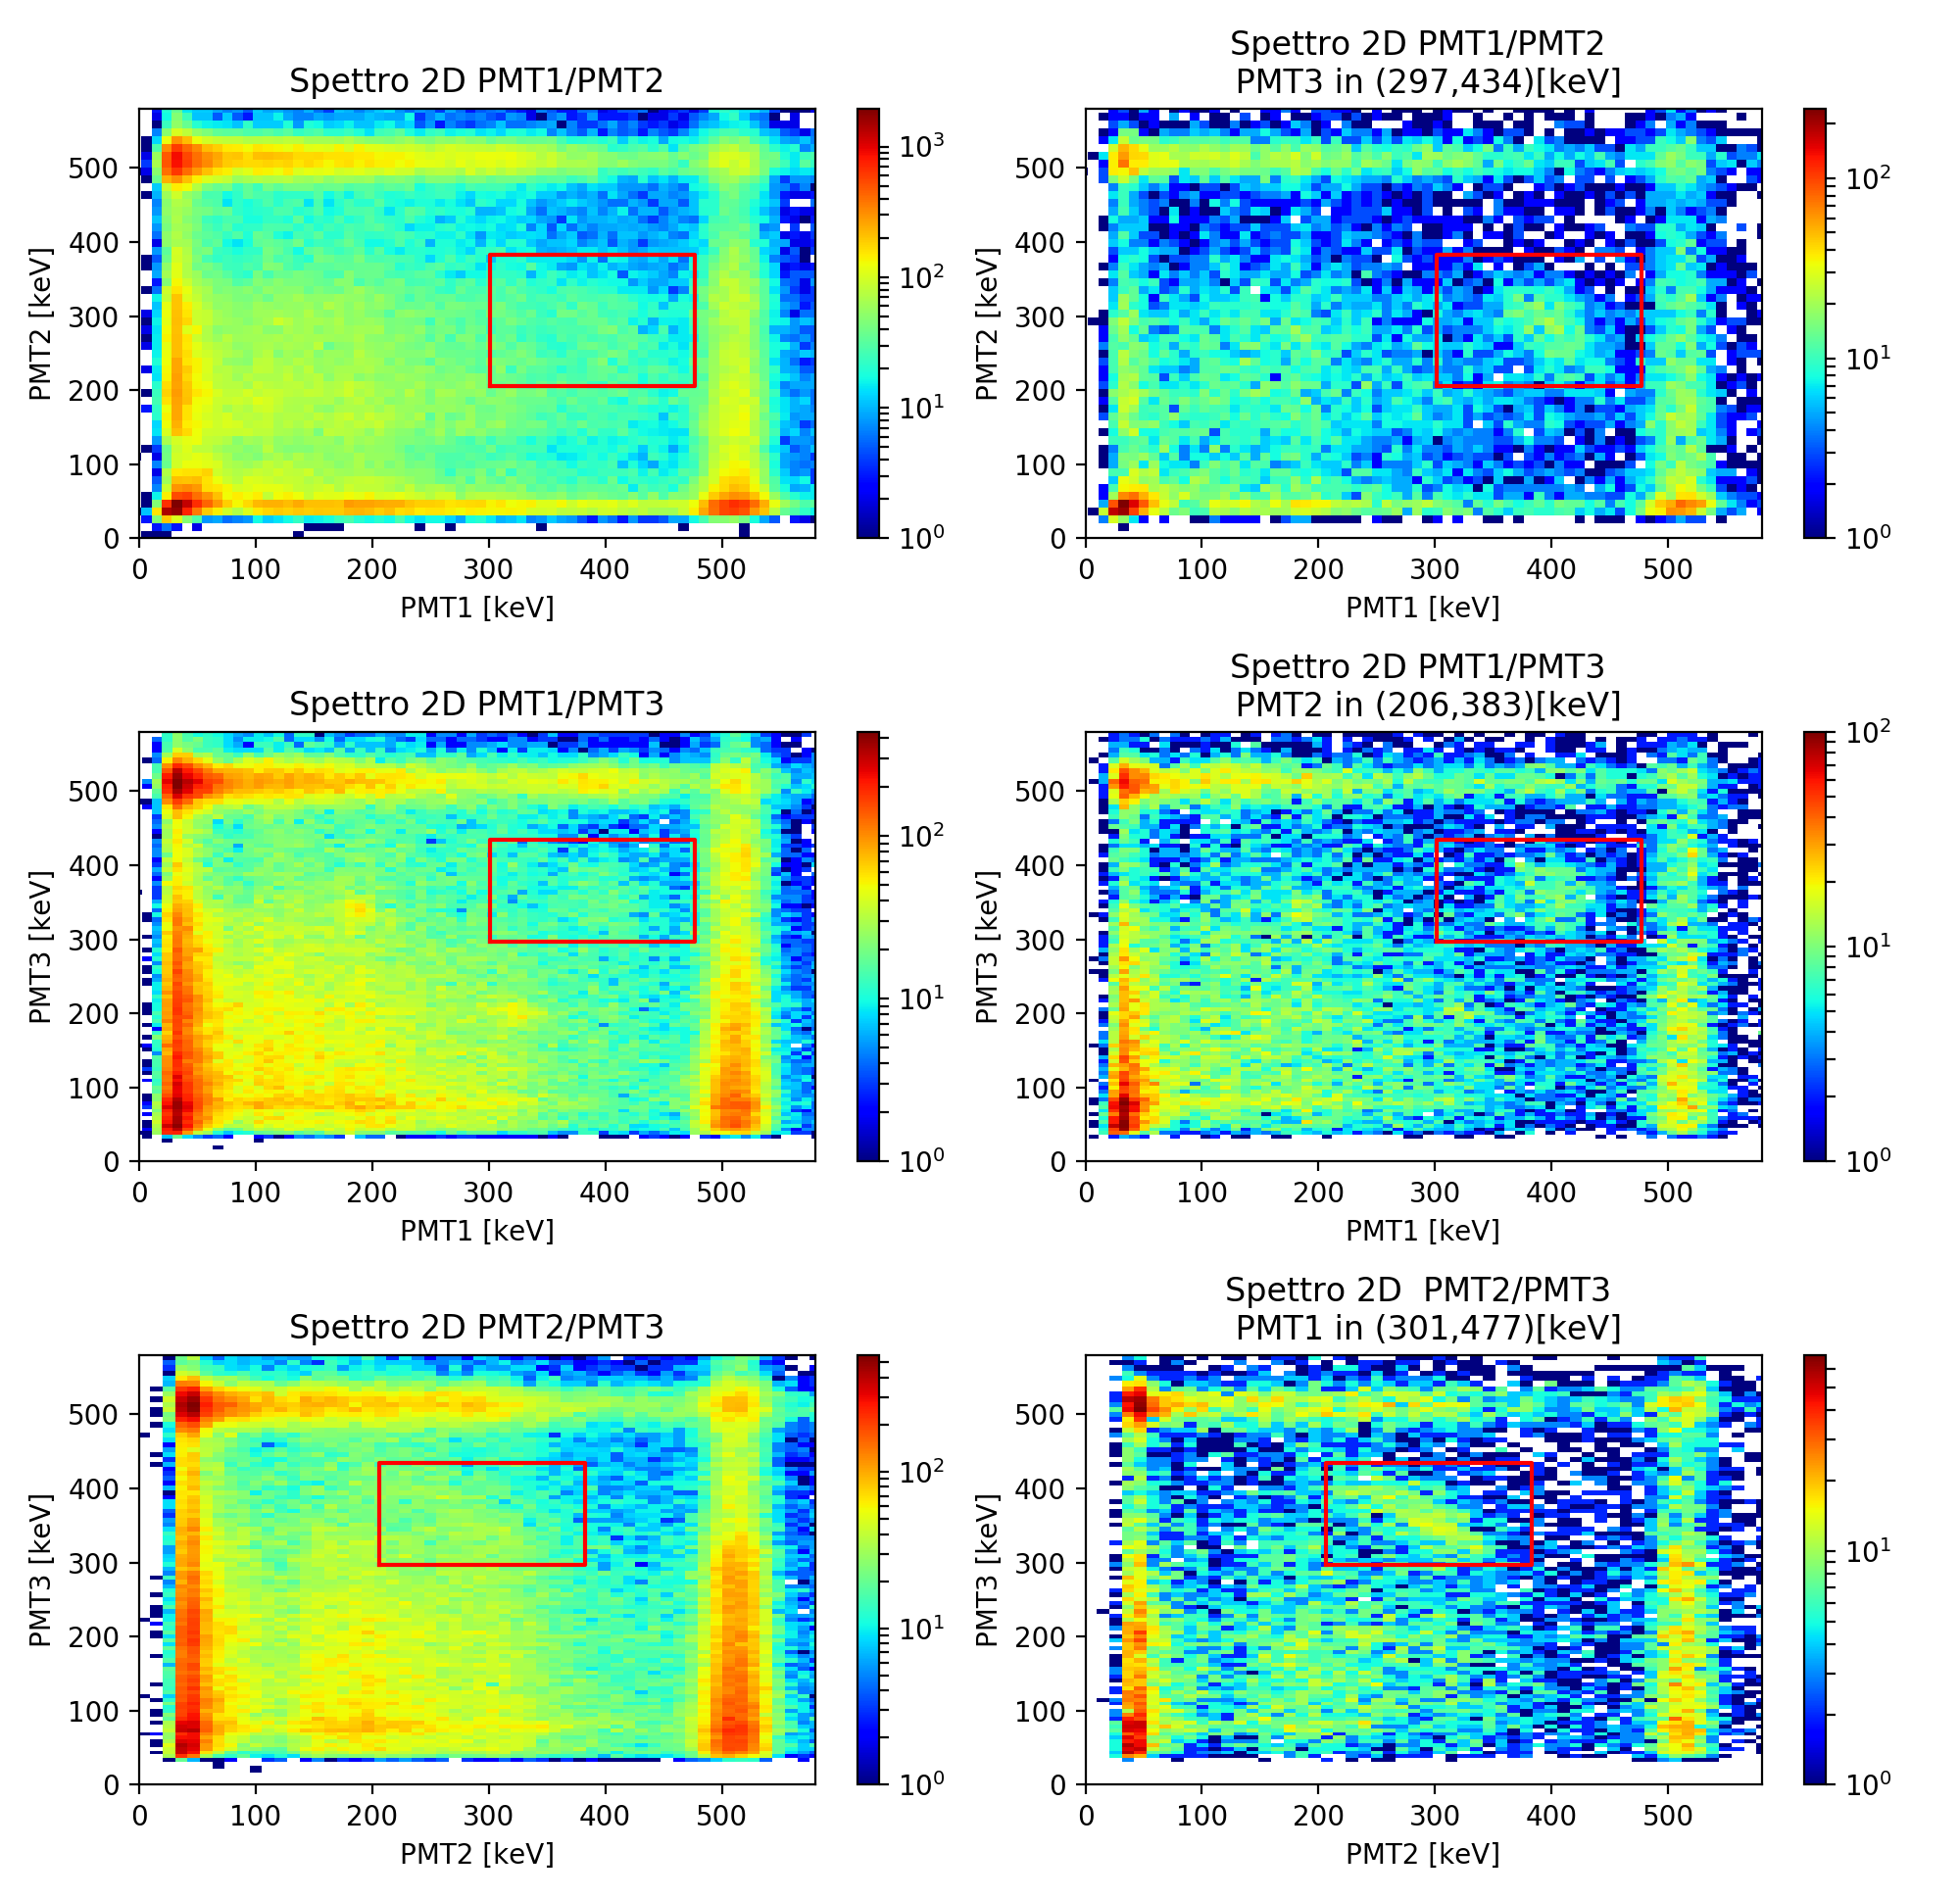 Spettro 2D PMT1/PMT2
500
400
300
200
100
0
PMT2 [keV]
0 100 200 300 400 500
PMT1 [keV]
10³
10²
10¹
10⁰
Spettro 2D PMT1/PMT2
PMT3 in (297,434)[keV]
500
400
300
200
100
0
PMT2 [keV]
0 100 200 300 400 500
PMT1 [keV]
10²
10¹
10⁰
Spettro 2D PMT1/PMT3
500
400
300
200
100
0
PMT3 [keV]
0 100 200 300 400 500
PMT1 [keV]
10²
10¹
10⁰
Spettro 2D PMT1/PMT3
PMT2 in (206,383)[keV]
500
400
300
200
100
0
PMT3 [keV]
0 100 200 300 400 500
PMT1 [keV]
10²
10¹
10⁰
Spettro 2D PMT2/PMT3
500
400
300
200
100
0
PMT3 [keV]
0 100 200 300 400 500
PMT2 [keV]
10²
10¹
10⁰
Spettro 2D  PMT2/PMT3
PMT1 in (301,477)[keV]
500
400
300
200
100
0
PMT3 [keV]
0 100 200 300 400 500
PMT2 [keV]
10¹
10⁰